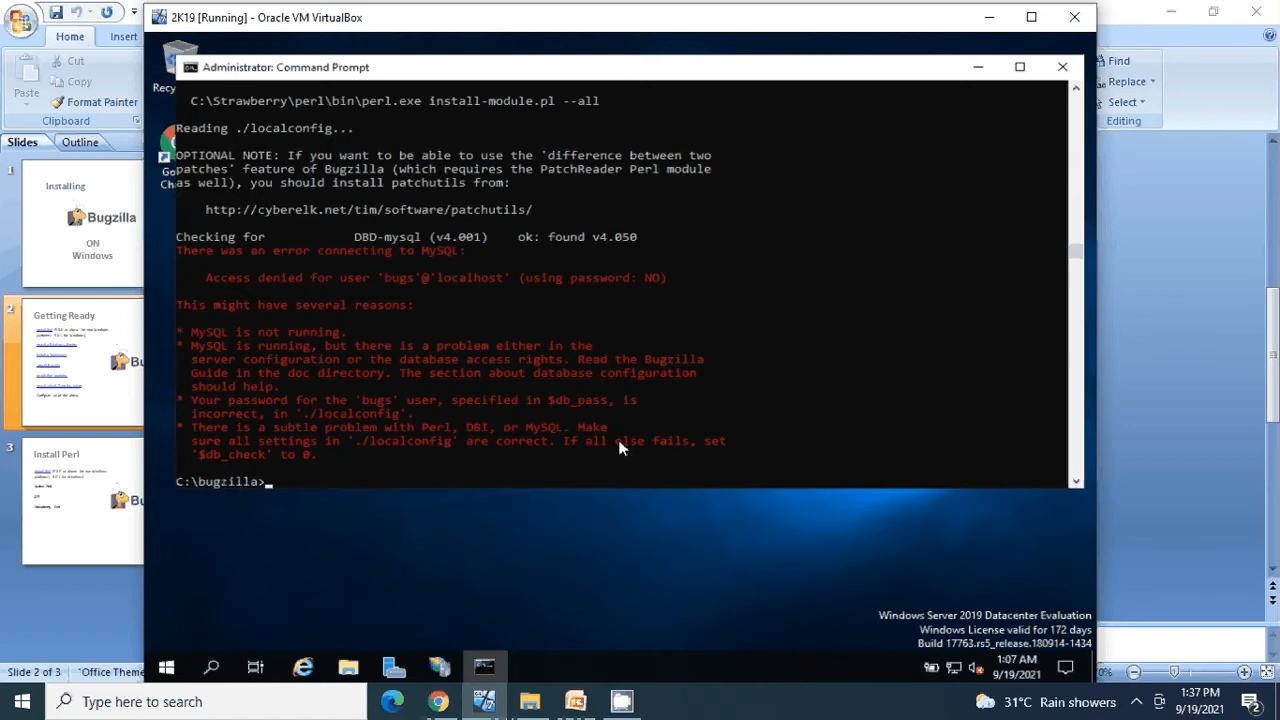 2K19 [Running] - Oracle VM VirtualBox
Home
Insert
Cut
Copy
Paste
Format Painter
Clipboard
Find
Replace
Select
Editing
Slides
Outline
1
Installing
Bugzilla
ON
Windows
2
Getting Ready
3
Install Perl
Recy
Go
Ch
Administrator: Command Prompt
C:\Strawberry\perl\bin\perl.exe install-module.pl --all
Reading ./localconfig...
OPTIONAL NOTE: If you want to be able to use the 'difference between two
patches' feature of Bugzilla (which requires the PatchReader Perl module
as well), you should install patchutils from:
http://cyberelk.net/tim/software/patchutils/
Checking for DBD-mysql (v4.001) ok: found v4.050
There was an error connecting to MySQL:
Access denied for user 'bugs'@'localhost' (using password: NO)
This might have several reasons:
* MySQL is not running.
* MySQL is running, but there is a problem either in the
server configuration or the database access rights. Read the Bugzilla
Guide in the doc directory. The section about database configuration
should help.
* Your password for the 'bugs' user, specified in $db_pass, is
incorrect, in './localconfig'.
* There is a subtle problem with Perl, DBI, or MySQL. Make
sure all settings in './localconfig' are correct. If all else fails, set
'$db_check' to 0.
C:\bugzilla>
Windows Server 2019 Datacenter Evaluation
Windows License valid for 172 days
Build 17763.rs5_release.180914-1434
1:07 AM
9/19/2021
Slide 2 of 3
"Office Theme
Type here to search
31°C Rain showers
1:37 PM
9/19/2021
2